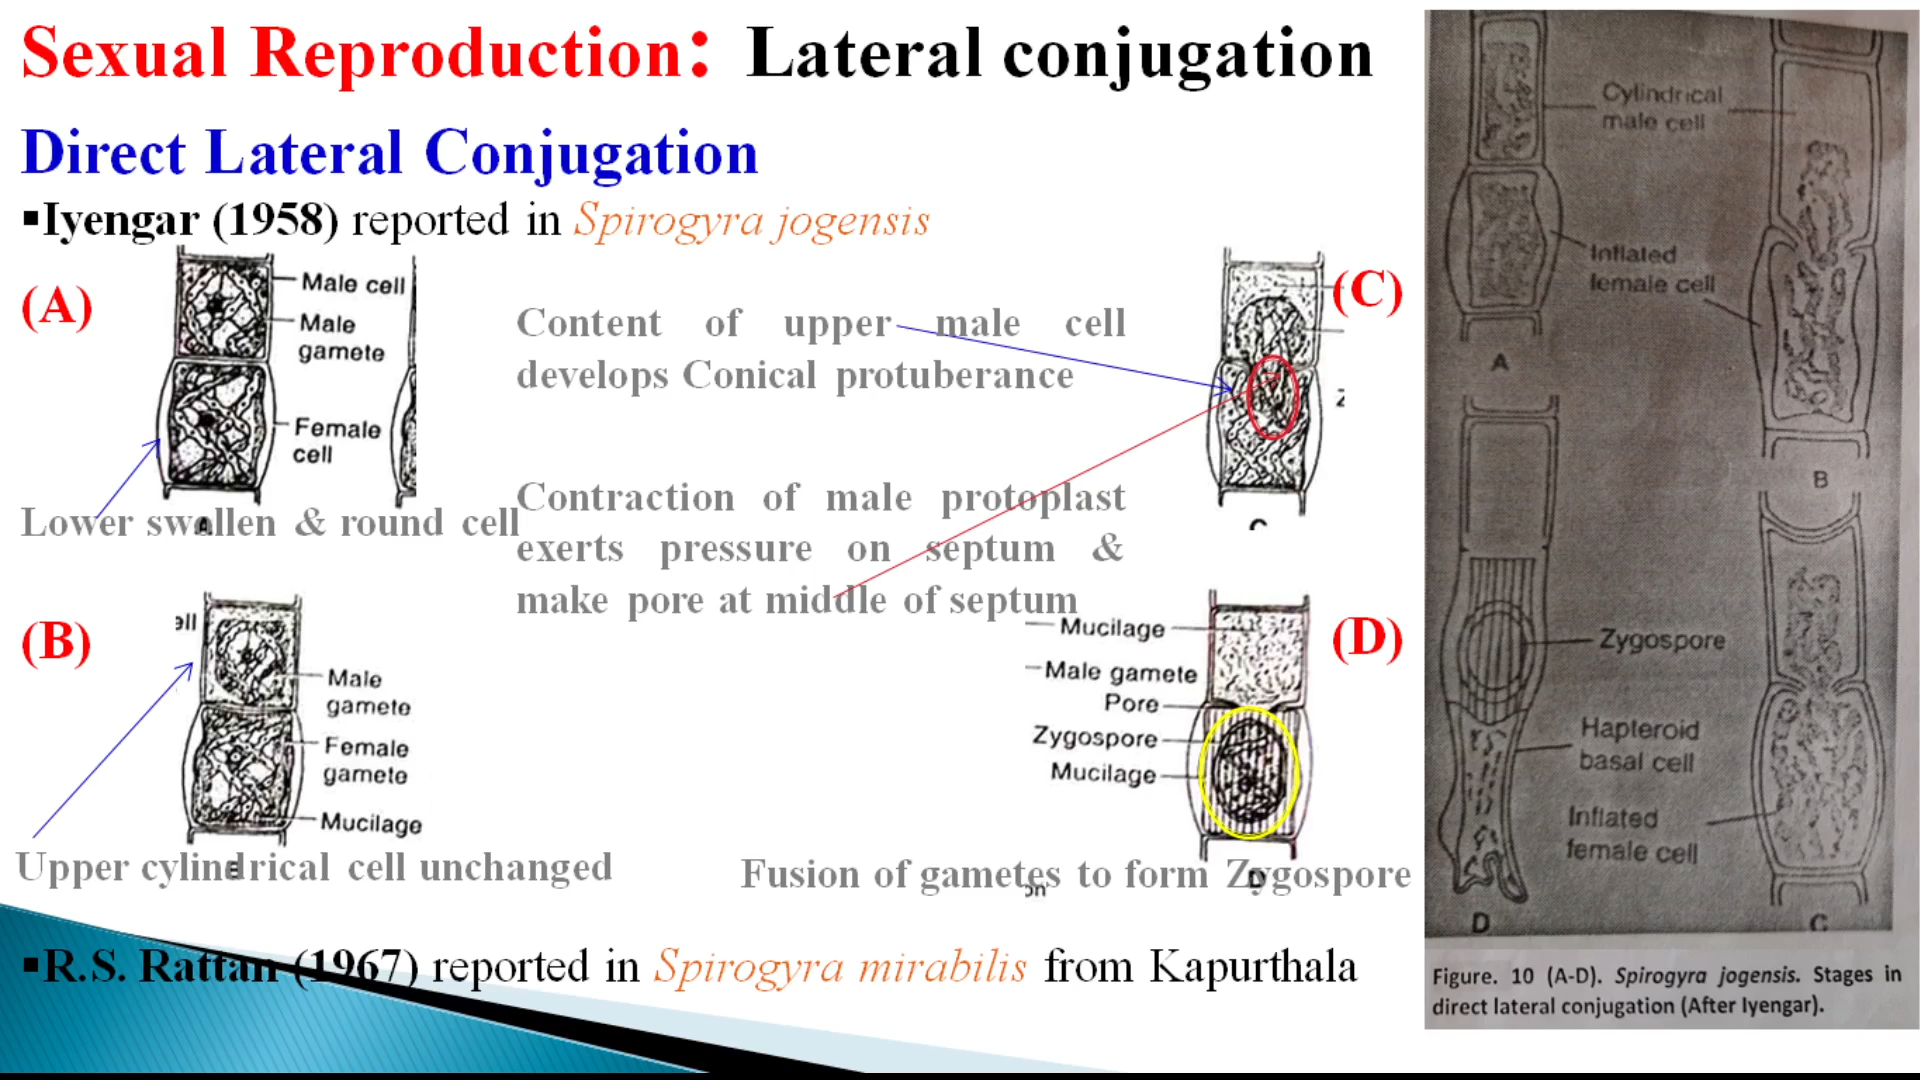 Sexual Reproduction: Lateral conjugation
Direct Lateral Conjugation
▪Iyengar (1958) reported in Spirogyra jogensis
(A)
Male cell
Male
gamete
Female
cell
A
Lower swollen & round cell
Content of upper male cell
develops Conical protuberance
Contraction of male protoplast
exerts pressure on septum &
make pore at middle of septum
(C)
(B)
ell
Male
gamete
Female
gamete
Mucilage
Upper cylindrical cell unchanged
(D)
Mucilage
Male gamete
Pore
Zygospore
Mucilage
D
on
Fusion of gametes to form Zygospore
▪R.S. Rattan (1967) reported in Spirogyra mirabilis from Kapurthala
Cylindrical
male cell
Inflated
female cell
A
B
Zygospore
Hapteroid
basal cell
Inflated
female cell
D
C
Figure. 10 (A-D). Spirogyra jogensis. Stages in
direct lateral conjugation (After Iyengar).